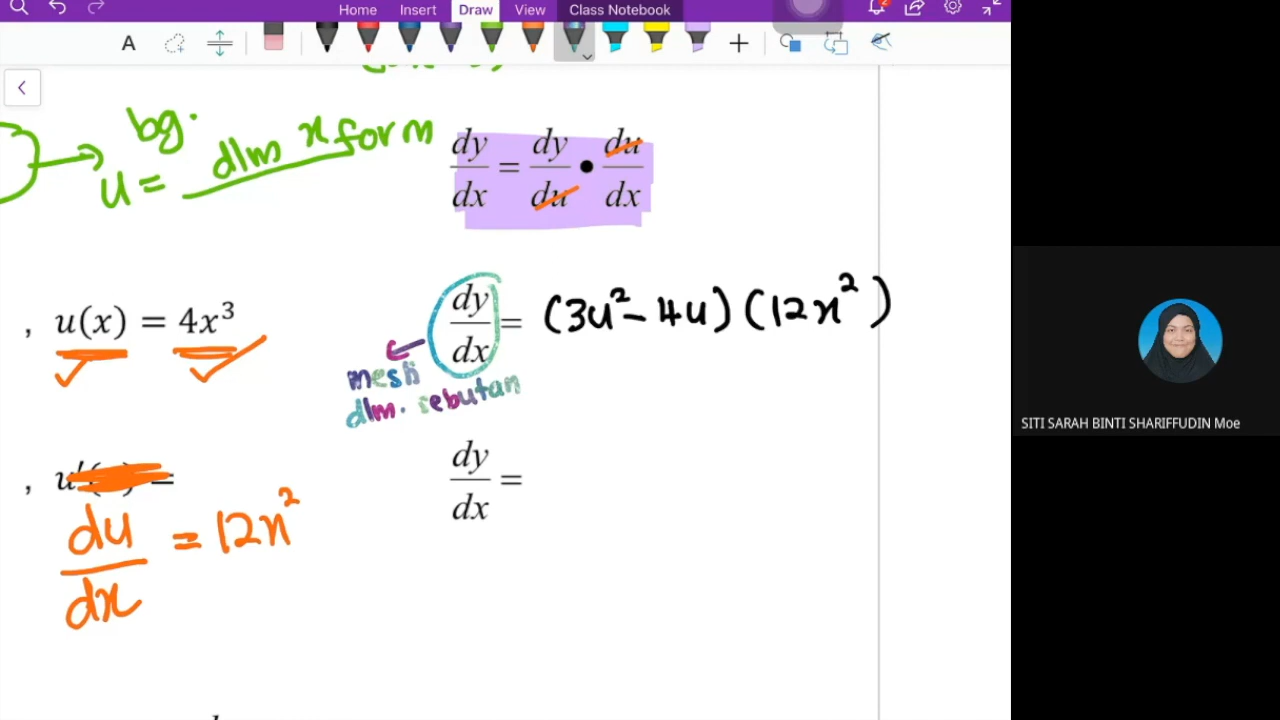 Home Insert Draw View Class Notebook
2
A
bg.
u = dlm x form
dy/dx = dy/du • du/dx
, u(x) = 4x³
dy/dx = (3u² - 4u)(12x²)
mesti
dlm. sebutan
SITI SARAH BINTI SHARIFFUDIN Moe
, u'
=
du/dx = 12x²
dy/dx =